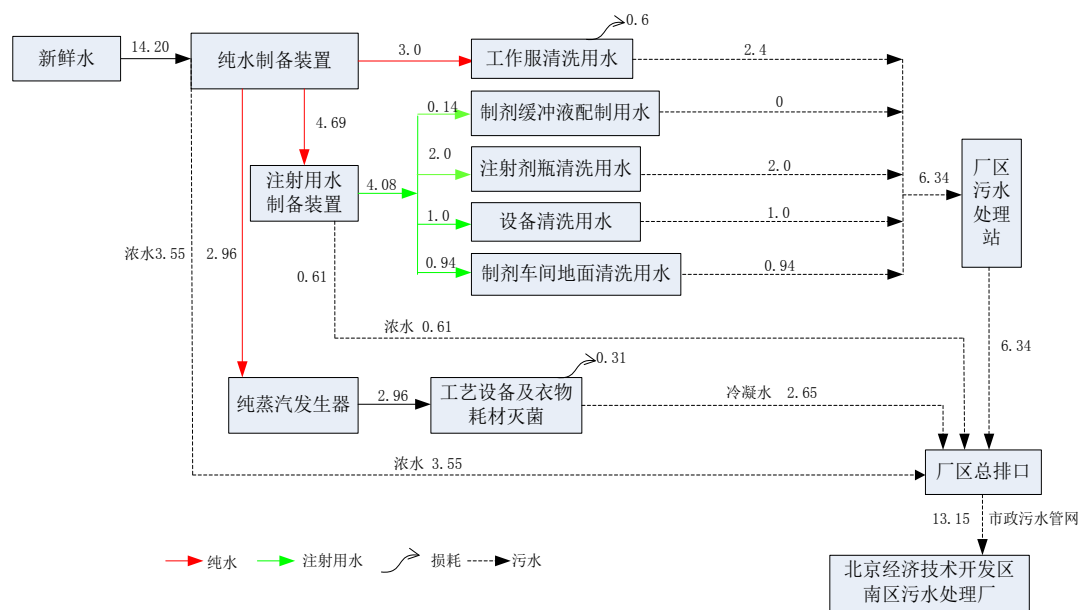 0.6
14.20
3.0
2.4
新鲜水
纯水制备装置
工作服清洗用水
0.14
0
制剂缓冲液配制用水
4.69
2.0
2.0
注射剂瓶清洗用水
厂区
污水
处理
站
6.34
注射用水
制备装置
4.08
1.0
1.0
设备清洗用水
浓水3.55
2.96
0.61
0.94
0.94
制剂车间地面清洗用水
浓水 0.61
6.34
0.31
纯蒸汽发生器
2.96
工艺设备及衣物
耗材灭菌
冷凝水 2.65
浓水 3.55
厂区总排口
13.15
市政污水管网
纯水
注射用水
损耗
污水
北京经济技术开发区
南区污水处理厂